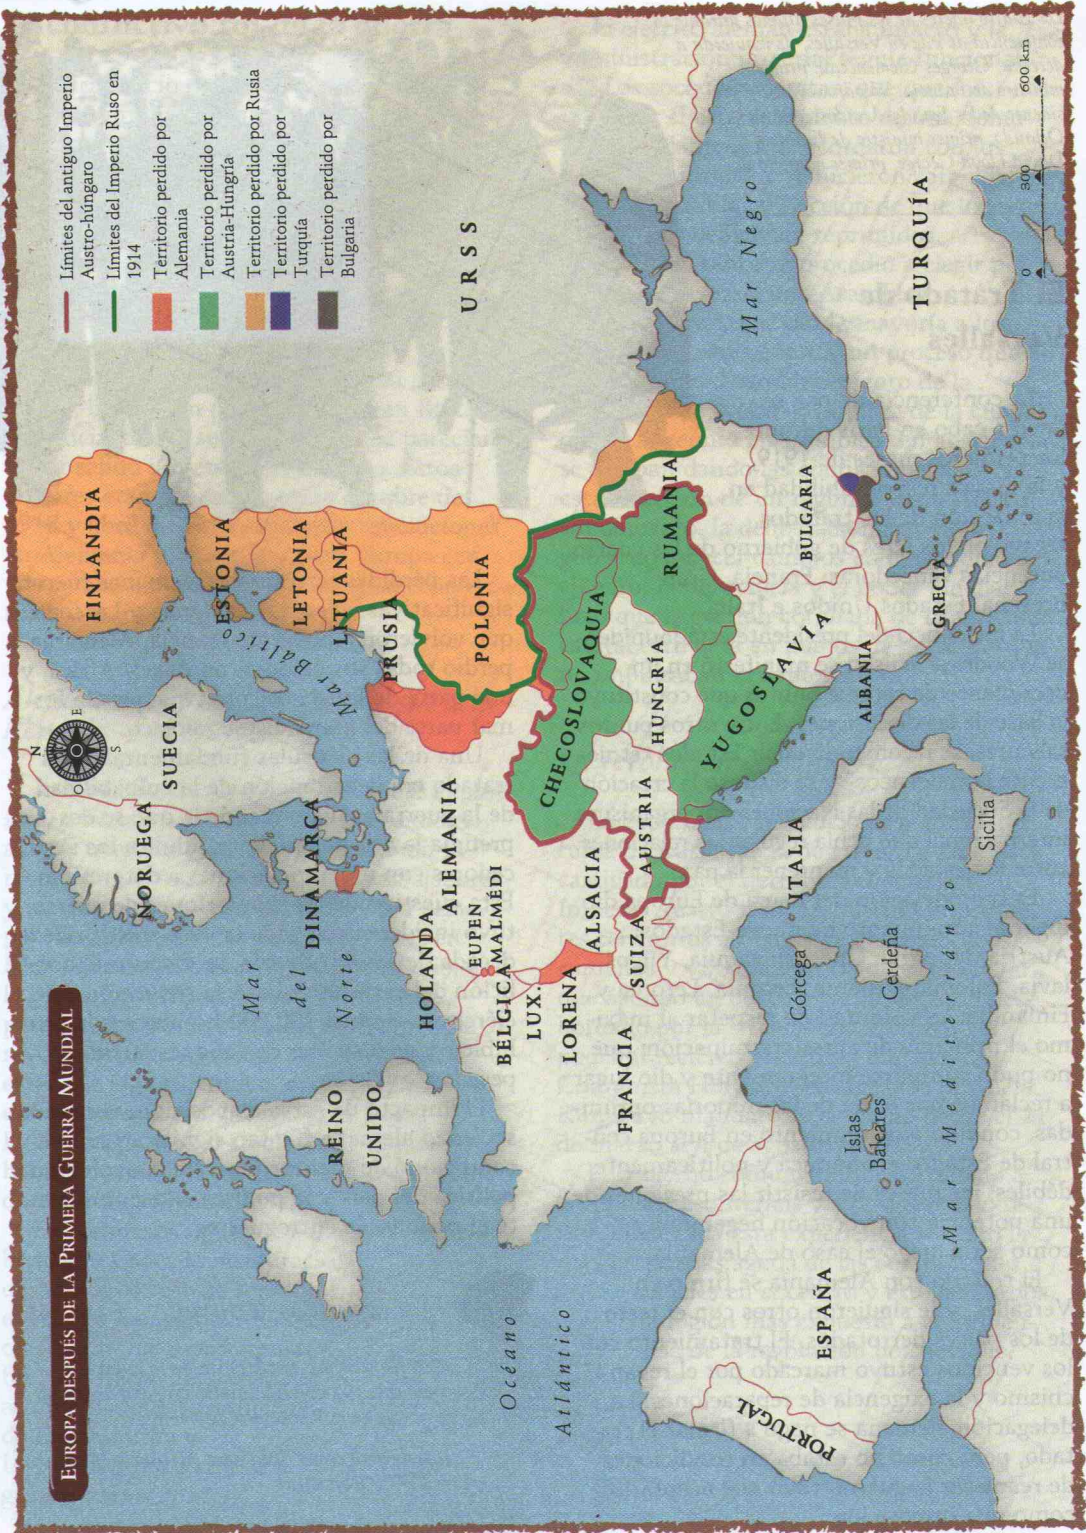 EUROPA DESPUÉS DE LA PRIMERA GUERRA MUNDIAL
Límites del antiguo Imperio
Austro-húngaro
Límites del Imperio Ruso en
1914
Territorio perdido por
Alemania
Territorio perdido por
Austria-Hungría
Territorio perdido por Rusia
Territorio perdido por
Turquía
Territorio perdido por
Bulgaria
N
E
S
O
NORUEGA
SUECIA
FINLANDIA
ESTONIA
LETONIA
LITUANIA
Mar Báltico
Mar
del
Norte
DINAMARCA
PRUSIA
URSS
REINO
UNIDO
HOLANDA
ALEMANIA
EUPEN
MALMÉDI
BÉLGICA
LUX.
LORENA
ALSACIA
POLONIA
CHECOSLOVAQUIA
Océano
Atlántico
FRANCIA
SUIZA
AUSTRIA
HUNGRÍA
RUMANIA
YUGOSLAVIA
Mar Negro
ITALIA
BULGARIA
ALBANIA
GRECIA
TURQUÍA
Córcega
Cerdeña
Sicilia
Islas
Baleares
ESPAÑA
PORTUGAL
Mar Mediterráneo
0 300 600 km